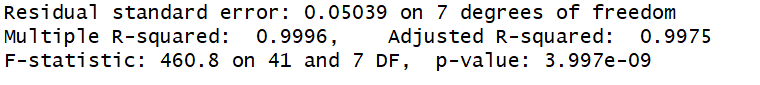 Residual standard error: 0.05039 on 7 degrees of freedom
Multiple R-squared:  0.9996,    Adjusted R-squared:  0.9975
F-statistic: 460.8 on 41 and 7 DF,  p-value: 3.997e-09